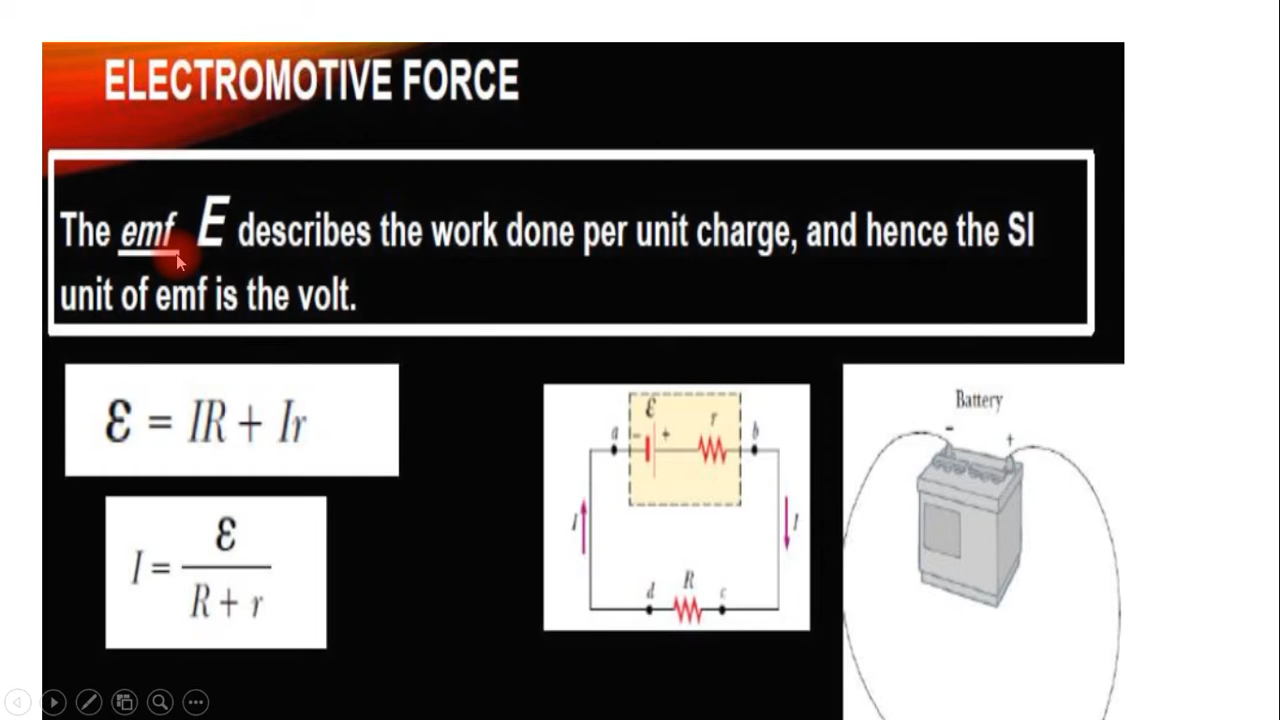 ELECTROMOTIVE FORCE
The emf E describes the work done per unit charge, and hence the SI
unit of emf is the volt.
ε = IR + Ir
I = ε / R + r
ε
r
a
- +
b
I
I
R
d
c
Battery
-
+